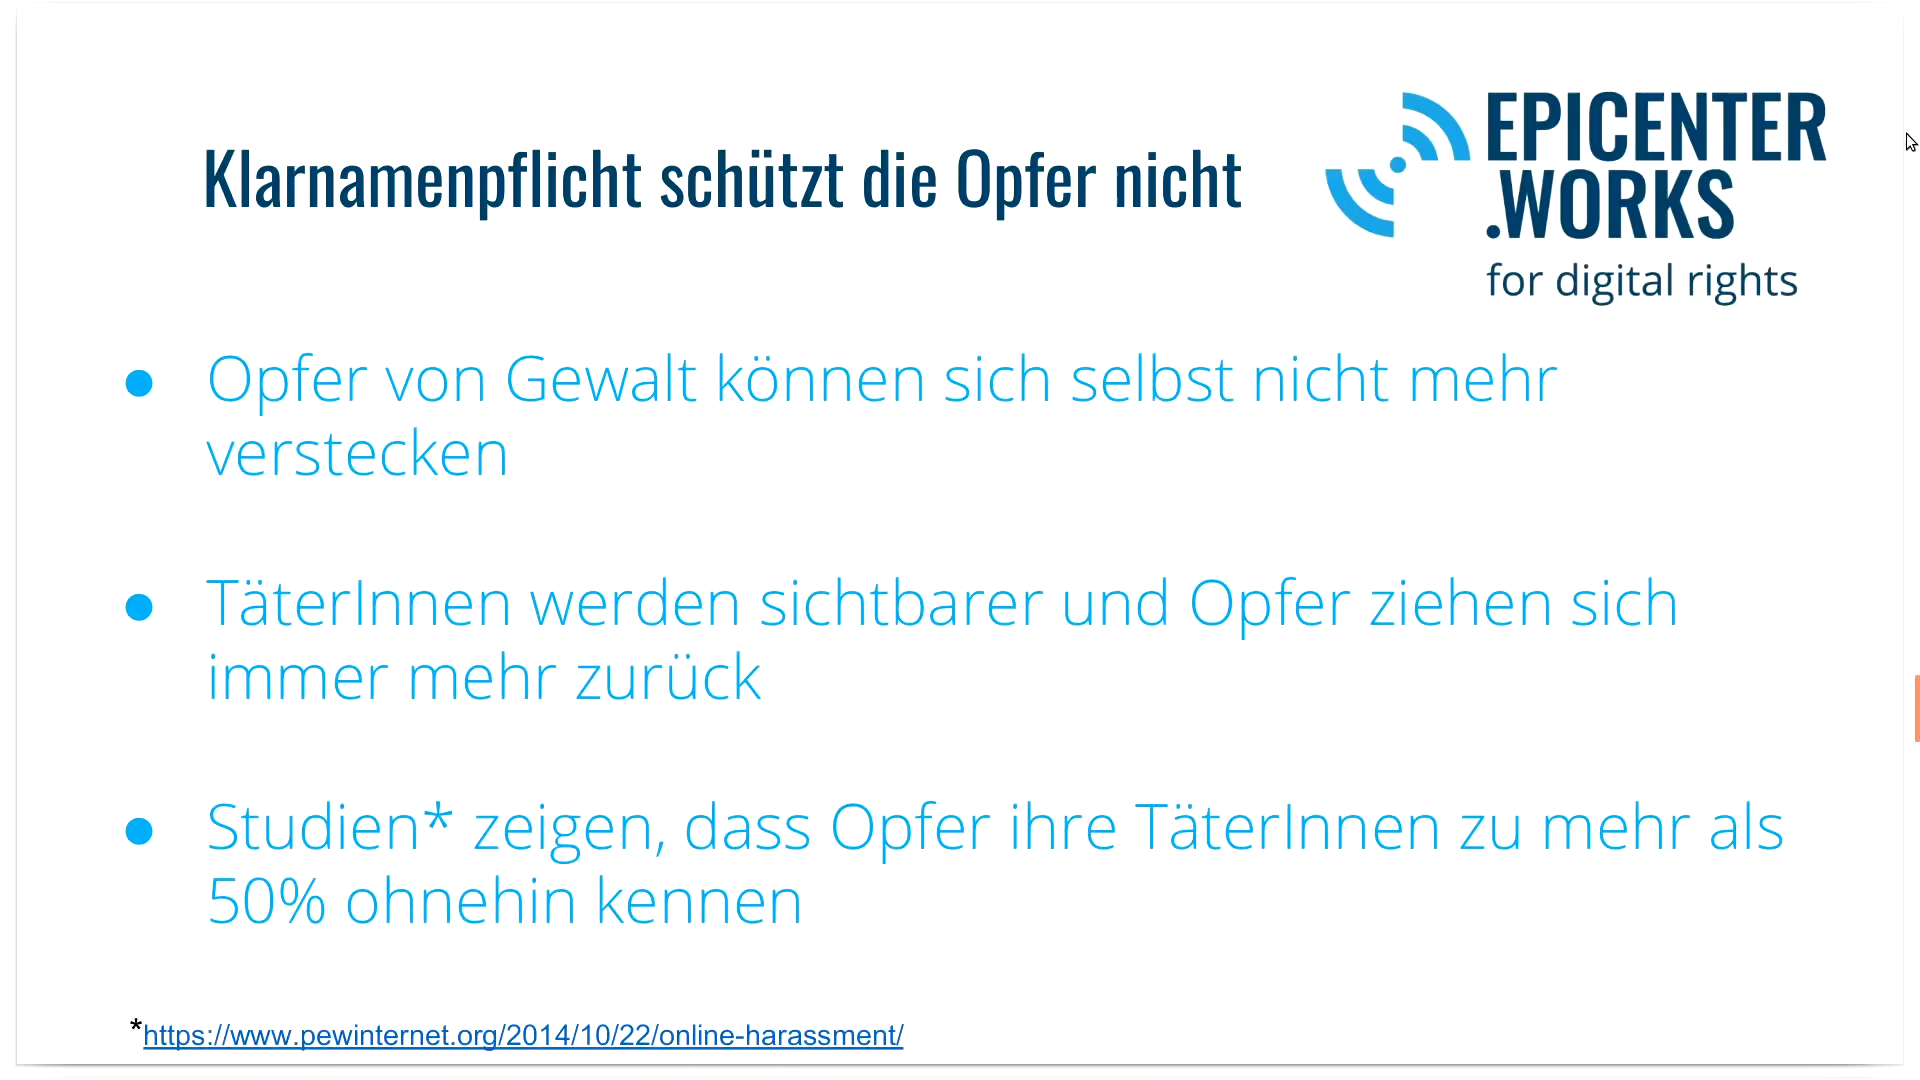 Klarnamenpflicht schützt die Opfer nicht
EPICENTER
.WORKS
for digital rights
● Opfer von Gewalt können sich selbst nicht mehr
verstecken
● TäterInnen werden sichtbarer und Opfer ziehen sich
immer mehr zurück
● Studien* zeigen, dass Opfer ihre TäterInnen zu mehr als
50% ohnehin kennen
*https://www.pewinternet.org/2014/10/22/online-harassment/